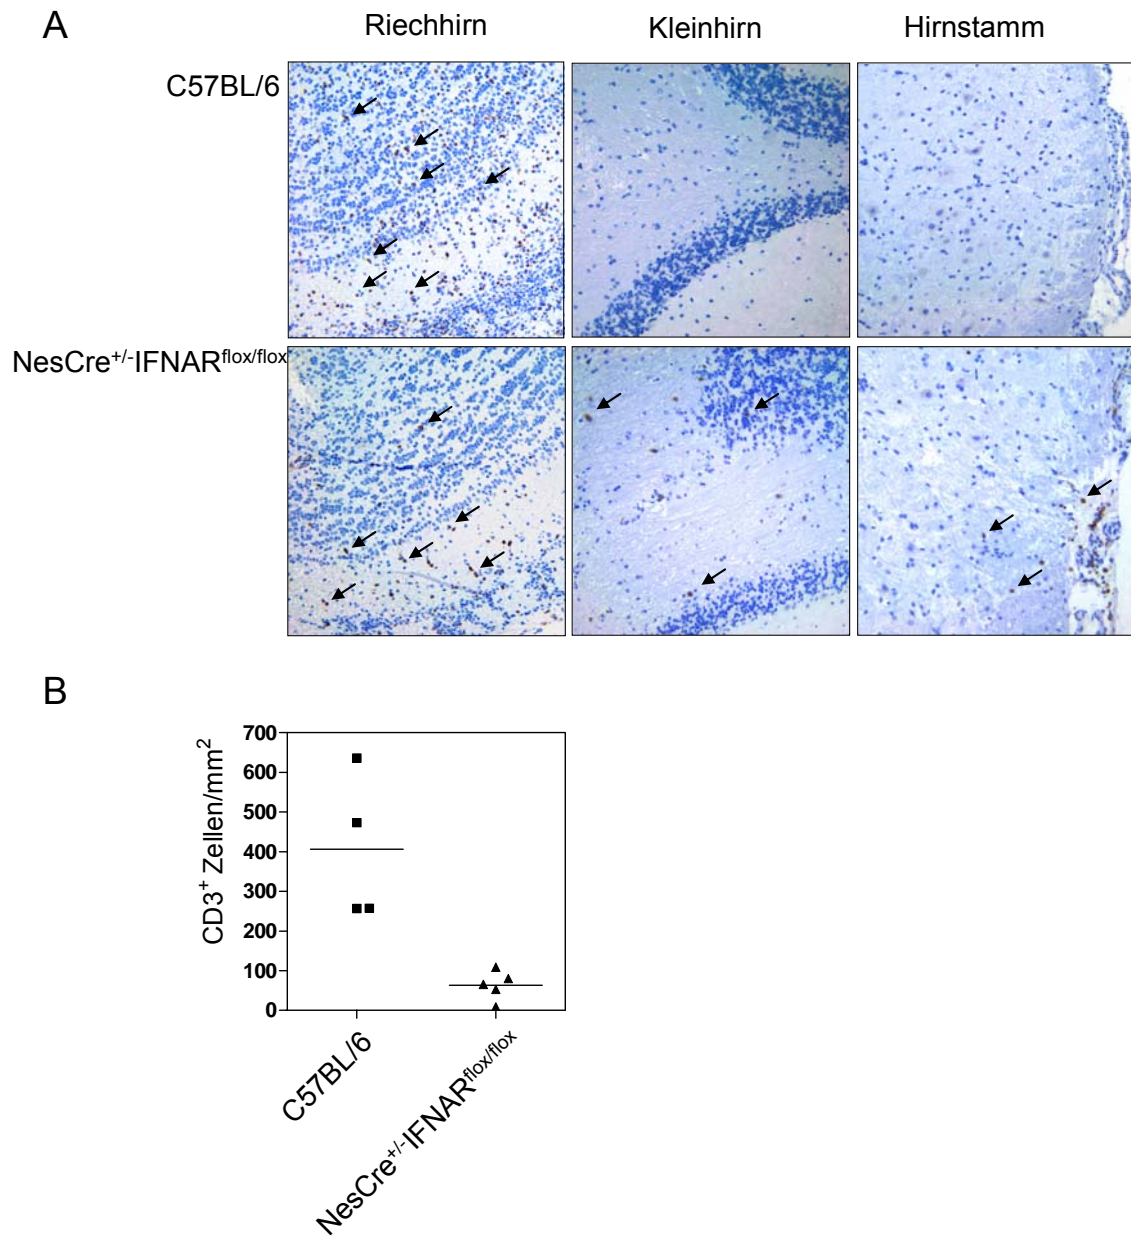 A
Riechhirn Kleinhirn Hirnstamm
C57BL/6
NesCre+/-IFNARflox/flox
B
700
600
500
400
300
200
100
0
CD3+ Zellen/mm2
C57BL/6
NesCre+/-IFNARflox/flox